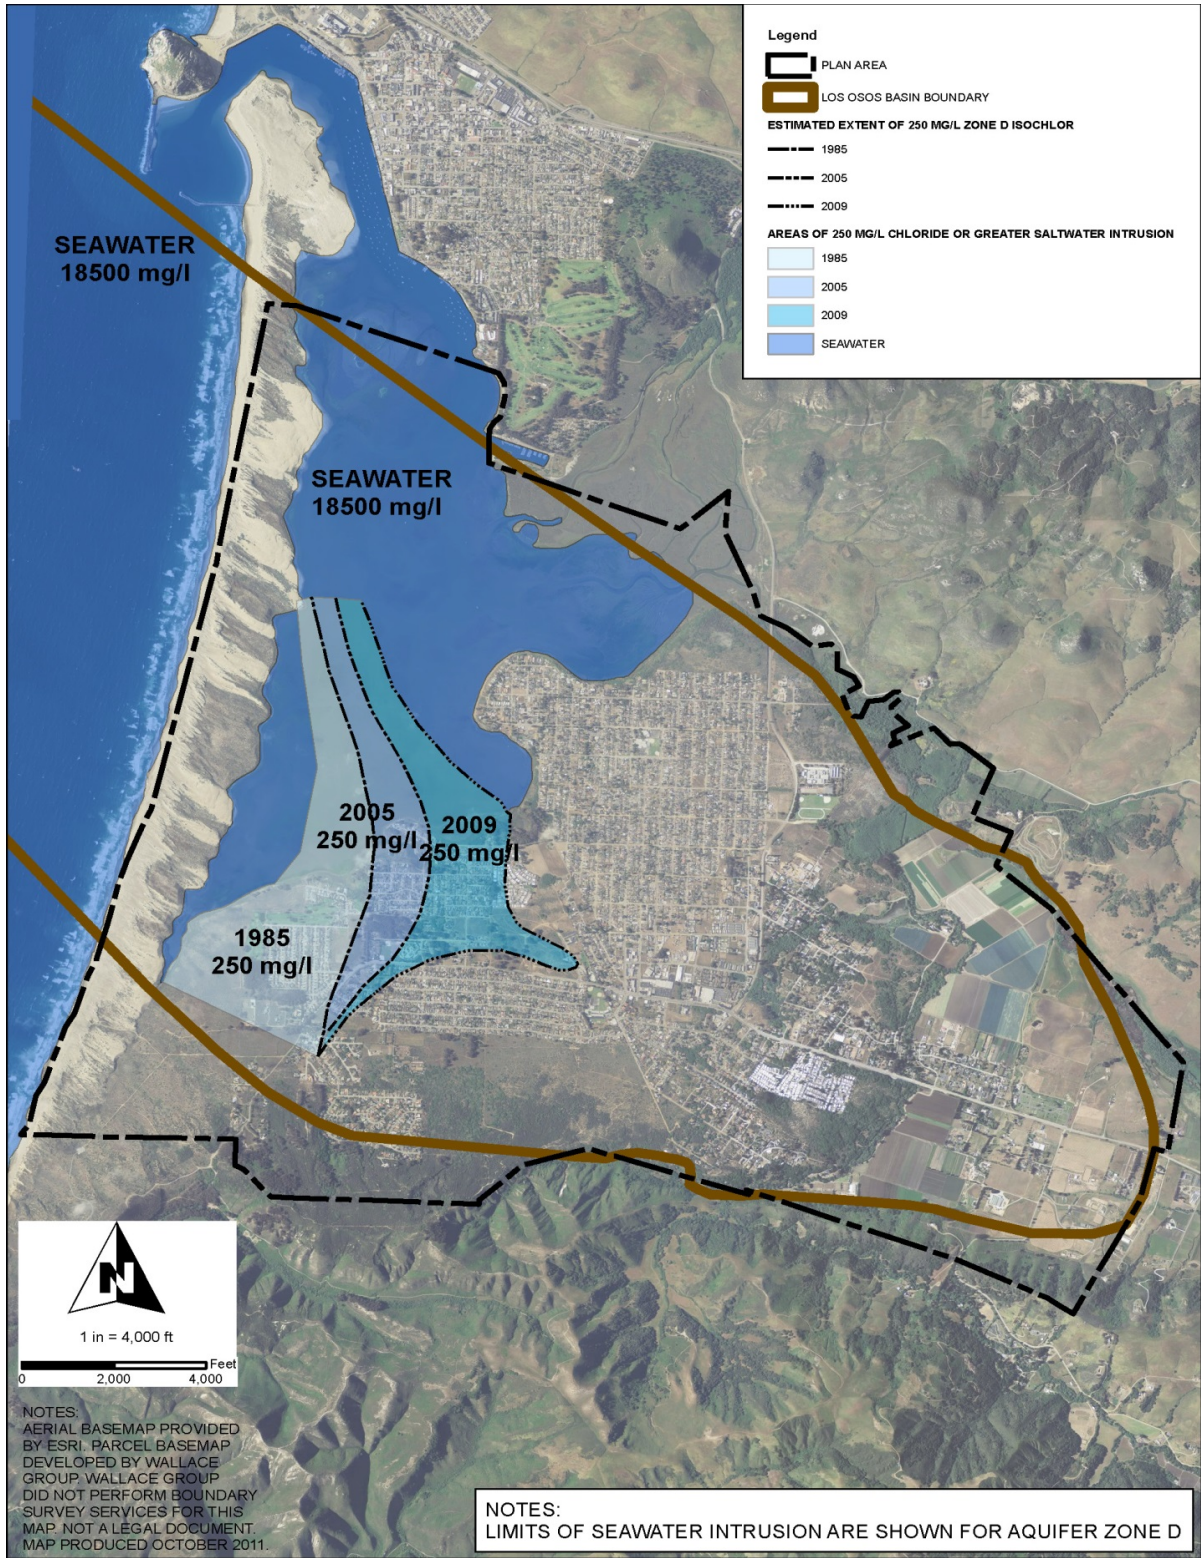 Legend
PLAN AREA
LOS OSOS BASIN BOUNDARY
ESTIMATED EXTENT OF 250 MG/L ZONE D ISOCHLOR
1985
2005
2009
AREAS OF 250 MG/L CHLORIDE OR GREATER SALTWATER INTRUSION
1985
2005
2009
SEAWATER
SEAWATER
18500 mg/l
SEAWATER
18500 mg/l
2005
250 mg/l
2009
250 mg/l
1985
250 mg/l
N
1 in = 4,000 ft
Feet
0 2,000 4,000
NOTES:
AERIAL BASEMAP PROVIDED
BY ESRI. PARCEL BASEMAP
DEVELOPED BY WALLACE
GROUP. WALLACE GROUP
DID NOT PERFORM BOUNDARY
SURVEY SERVICES FOR THIS
MAP. NOT A LEGAL DOCUMENT.
MAP PRODUCED OCTOBER 2011.
NOTES:
LIMITS OF SEAWATER INTRUSION ARE SHOWN FOR AQUIFER ZONE D